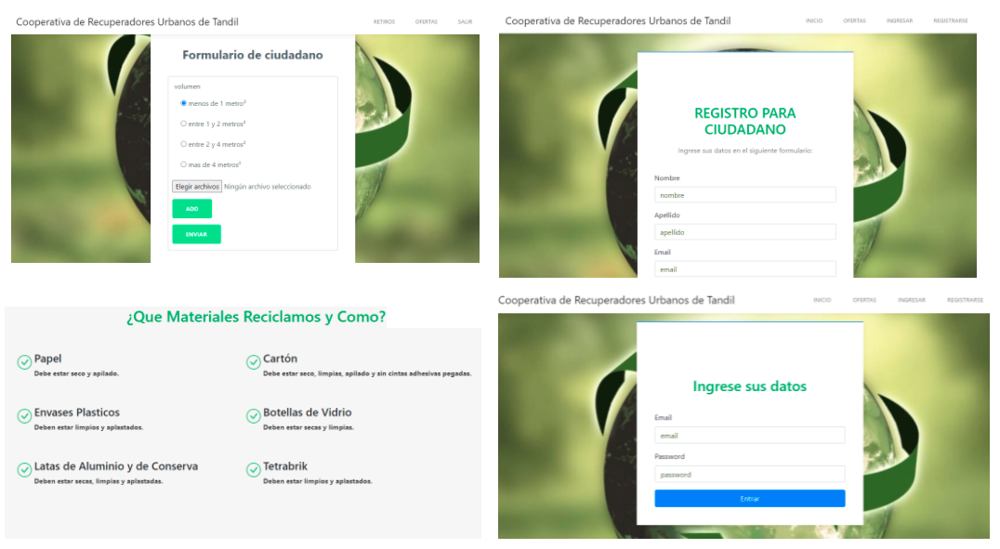 Cooperativa de Recuperadores Urbanos de Tandil
RETIROS OFERTAS SALIR
Formulario de ciudadano
volumen
menos de 1 metro²
entre 1 y 2 metros²
entre 2 y 4 metros²
mas de 4 metros²
Elegir archivos Ningún archivo seleccionado
ADD
ENVIAR
Cooperativa de Recuperadores Urbanos de Tandil
INICIO OFERTAS INGRESAR REGISTRARSE
REGISTRO PARA
CIUDADANO
Ingrese sus datos en el siguiente formulario:
Nombre
nombre
Apellido
apellido
Email
email
¿Que Materiales Reciclamos y Como?
Papel
Debe estar seco y apilado.
Cartón
Debe estar seco, limpias, apilado y sin cintas adhesivas pegadas.
Envases Plasticos
Deben estar limpios y aplastados.
Botellas de Vidrio
Deben estar secas y limpias.
Latas de Aluminio y de Conserva
Deben estar secas, limpias y aplastadas.
Tetrabrik
Deben estar limpios y aplastados.
Cooperativa de Recuperadores Urbanos de Tandil
INICIO OFERTAS INGRESAR REGISTRARSE
Ingrese sus datos
Email
email
Password
password
Entrar